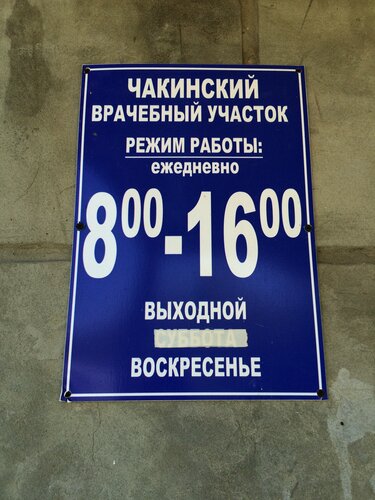 ЧАКИНСКИЙ
ВРАЧЕБНЫЙ УЧАСТОК
РЕЖИМ РАБОТЫ:
ежедневно
8⁰⁰-16⁰⁰
ВЫХОДНОЙ
СУББОТА
ВОСКРЕСЕНЬЕ